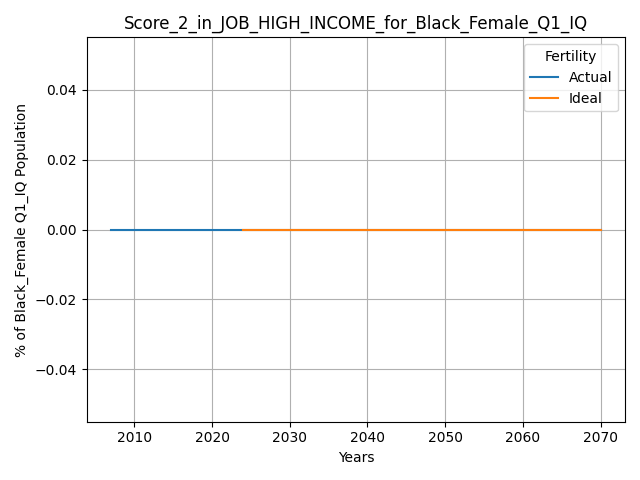 Score_2_in_JOB_HIGH_INCOME_for_Black_Female_Q1_IQ
Fertility
Actual
Ideal
% of Black_Female Q1_IQ Population
0.04
0.02
0.00
−0.02
−0.04
2010 2020 2030 2040 2050 2060 2070
Years